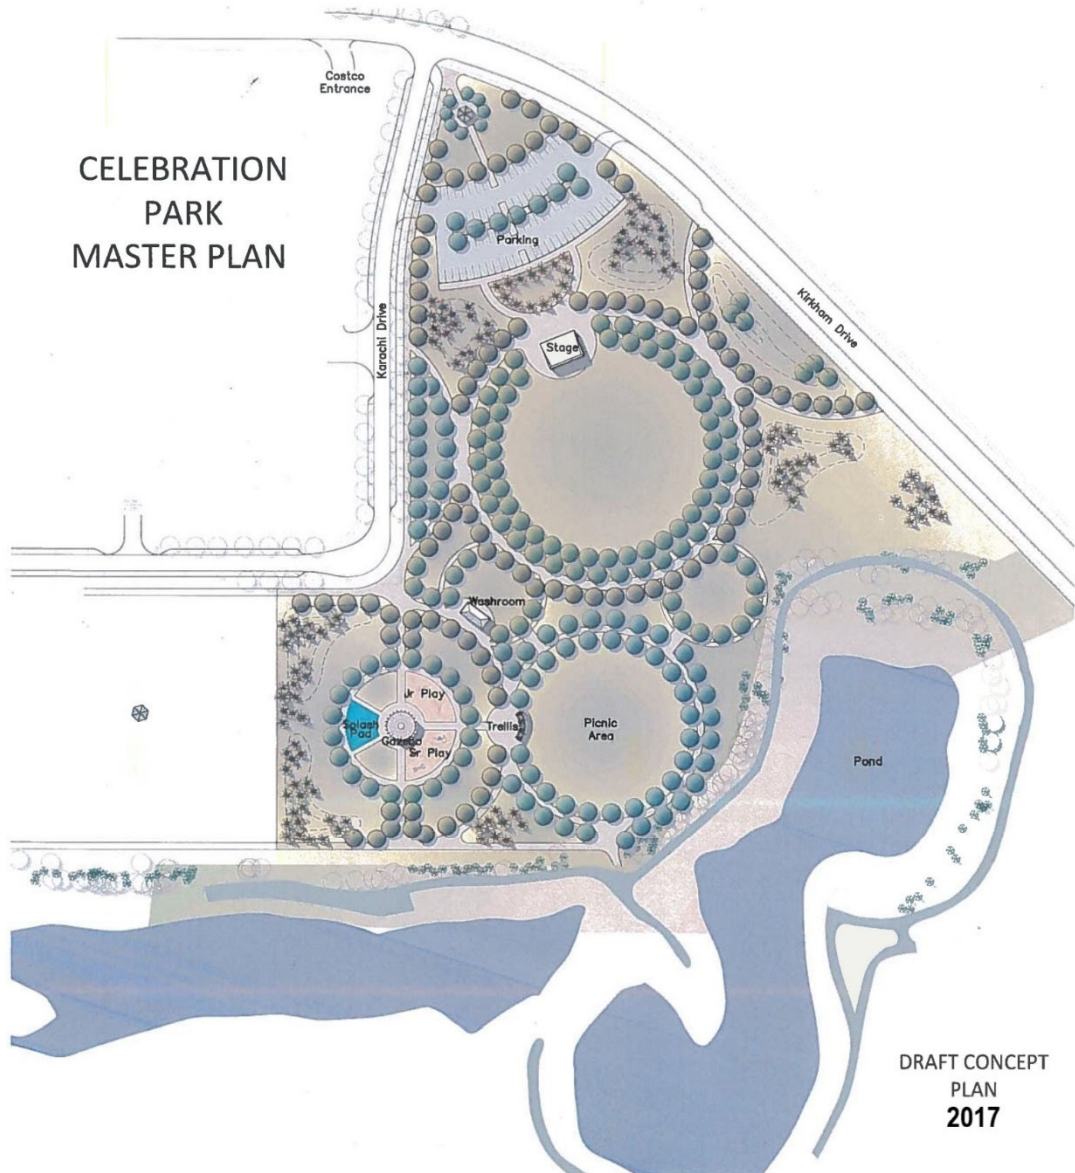 Costco
Entrance
CELEBRATION
PARK
MASTER PLAN
Parking
Karachi Drive
Kirkham Drive
Stage
Washroom
Jr Play
Splash
Pad
Gazebo
Sr Play
Trellis
Picnic
Area
Pond
DRAFT CONCEPT
PLAN
2017